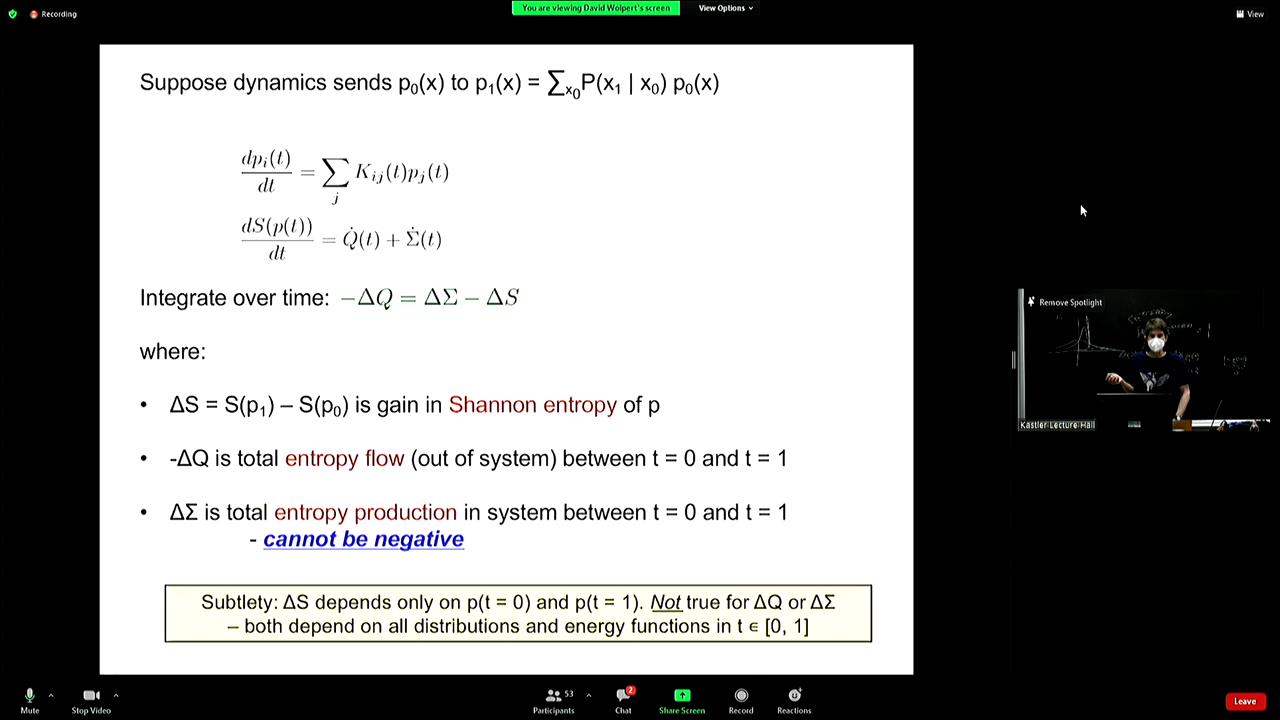 You are viewing David Wolpert's screen
View Options
Recording
View
Suppose dynamics sends p₀(x) to p₁(x) = ∑ₓ₀P(x₁ | x₀) p₀(x)
dpᵢ(t)/dt = ∑ⱼ Kᵢⱼ(t)pⱼ(t)
dS(p(t))/dt = Q̇(t) + Σ̇(t)
Integrate over time: −ΔQ = ΔΣ − ΔS
where:
• ΔS = S(p₁) – S(p₀) is gain in Shannon entropy of p
• -ΔQ is total entropy flow (out of system) between t = 0 and t = 1
• ΔΣ is total entropy production in system between t = 0 and t = 1
- cannot be negative
Subtlety: ΔS depends only on p(t = 0) and p(t = 1). Not true for ΔQ or ΔΣ
– both depend on all distributions and energy functions in t ∈ [0, 1]
Remove Spotlight
Kastler Lecture Hall
Mute
Stop Video
53
Participants
2
Chat
Share Screen
Record
Reactions
Leave